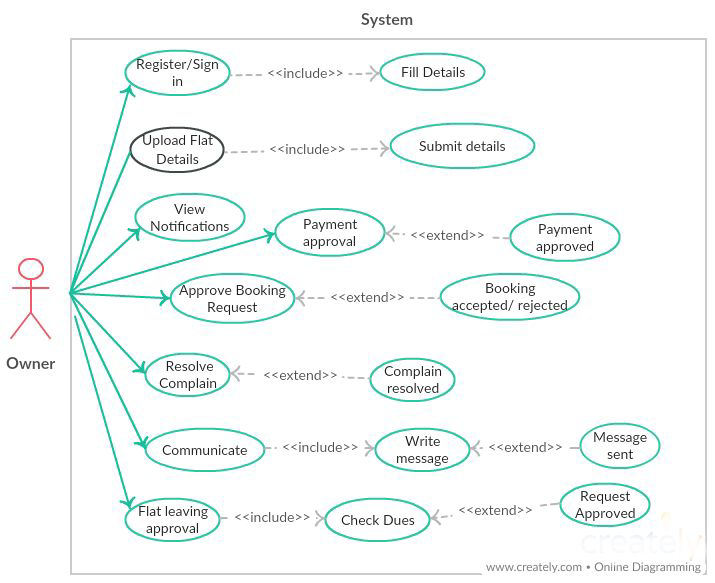 System
Register/Sign
in
<<include>>
Fill Details
Upload Flat
Details
<<include>>
Submit details
View
Notifications
Payment
approval
<<extend>>
Payment
approved
Approve Booking
Request
<<extend>>
Booking
accepted/ rejected
Owner
Resolve
Complain
<<extend>>
Complain
resolved
Communicate
<<include>>
Write
message
<<extend>>
Message
sent
Flat leaving
approval
<<include>>
Check Dues
<<extend>>
Request
Approved
creately
www.creately.com • Online Diagramming